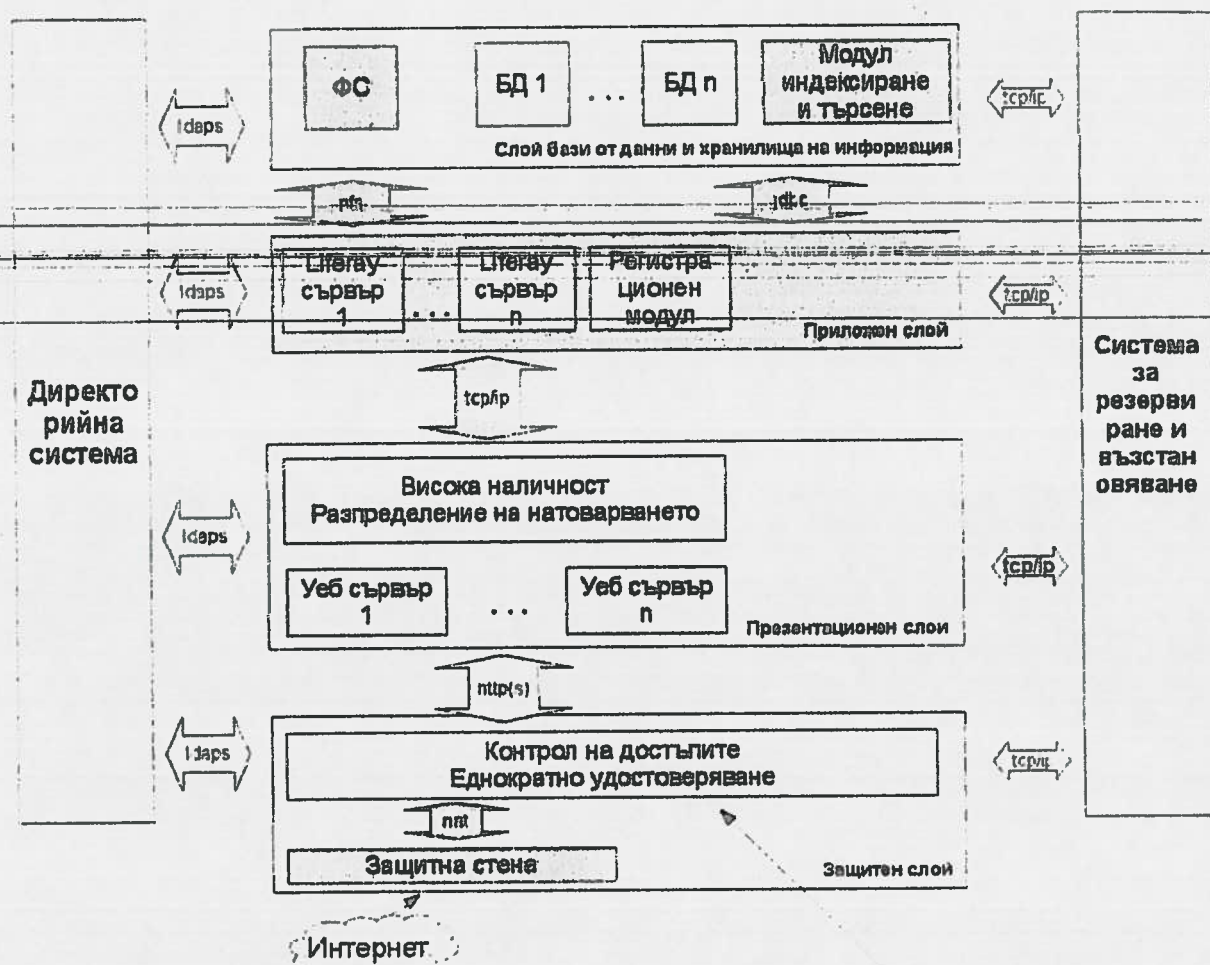 ФС
БД 1
...
БД n
Модул
индексиране
и търсене
Слой бази от данни и хранилища на информация
ldaps
tcp/ip
nfs
jdbc
Liferay
сървър
1
...
Liferay
сървър
n
Регистра
ционен
модул
Приложен слой
ldaps
tcp/ip
Директо
рийна
система
Система
за
резерви
ране и
възстан
овяване
tcp/ip
Висока наличност
Разпределение на натоварването
ldaps
tcp/ip
Уеб сървър
1
...
Уеб сървър
n
Презентационен слой
http(s)
ldaps
tcp/ip
Контрол на достъпите
Еднократно удостоверяване
Защитна стена
Защитен слой
Интернет